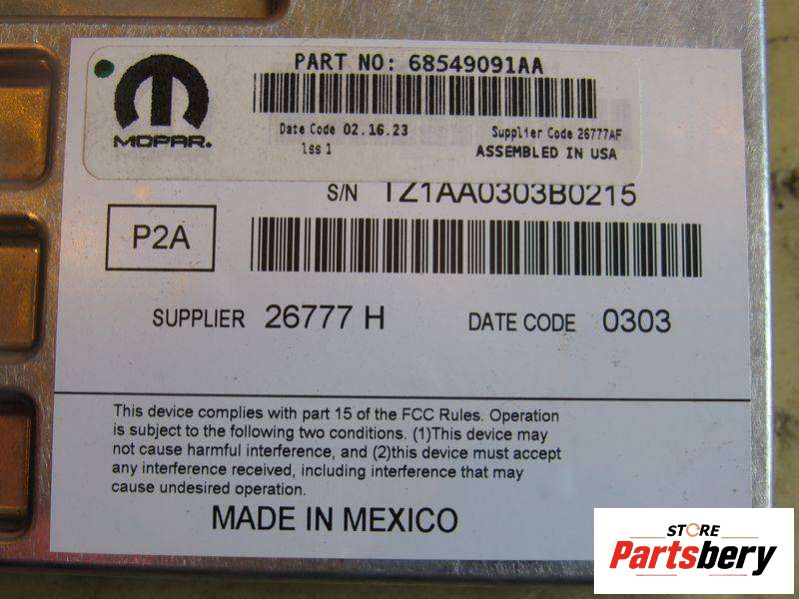 PART NO: 68549091AA
MOPAR.
Date Code 02.16.23 Supplier Code 26777AF
1ss 1 ASSEMBLED IN USA
S/N TZ1AA0303B0215
P2A
SUPPLIER 26777 H DATE CODE 0303
This device complies with part 15 of the FCC Rules. Operation
is subject to the following two conditions. (1)This device may
not cause harmful interference, and (2)this device must accept
any interference received, including interference that may
cause undesired operation.
MADE IN MEXICO
STORE
Partsbery